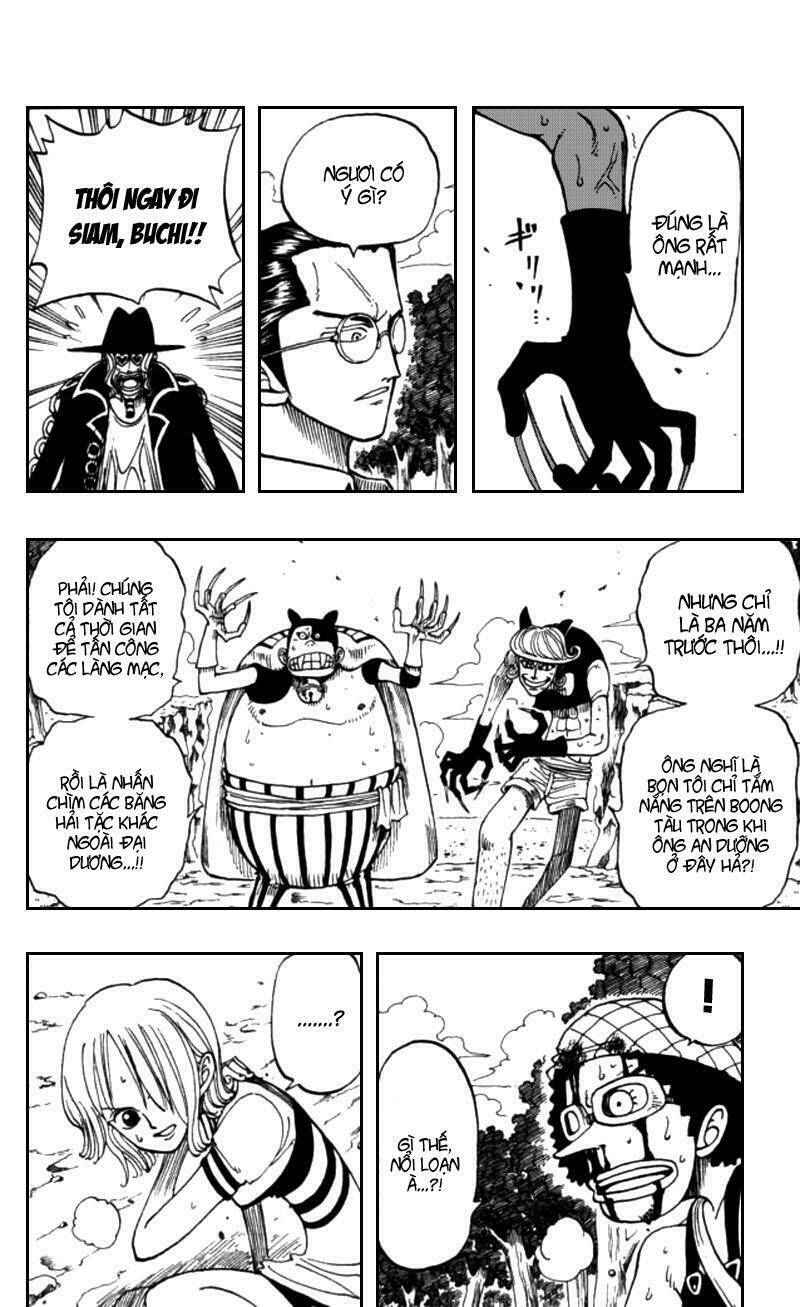 ĐÚNG LÀ
ÔNG RẤT
MẠNH...
ギギ
NGƯƠI CÓ
Ý GÌ?
THÔI NGAY ĐI
SIAM, BUCHI!!
NHƯNG CHỈ
LÀ BA NĂM
TRƯỚC THÔI...!!
ÔNG NGHĨ LÀ
BỌN TÔI CHỈ TẮM
NẮNG TRÊN BOONG
TÀU TRONG KHI
ÔNG AN DƯỠNG
Ở ĐÂY HẢ?!
PHẢI! CHÚNG
TÔI DÀNH TẤT
CẢ THỜI GIAN
ĐỂ TẤN CÔNG
CÁC LÀNG MẠC,
RỒI LÀ NHẤN
CHÌM CÁC BĂNG
HẢI TẶC KHÁC
NGOÀI ĐẠI
DƯƠNG...!!
!
GÌ THẾ,
NỔI LOẠN
À...?!
.......?